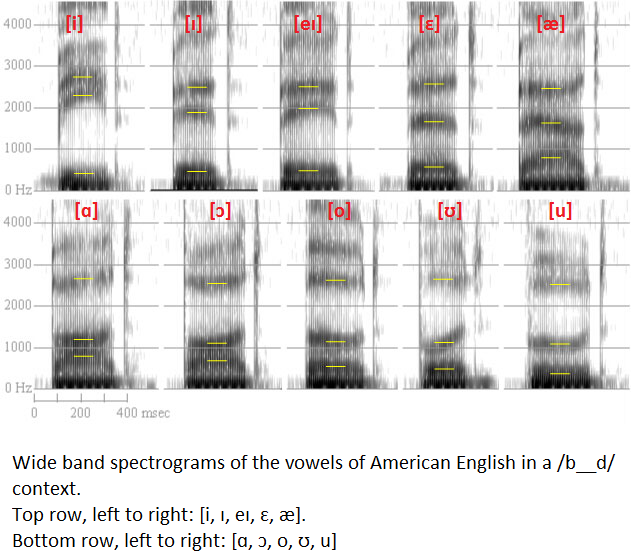 [i] [ɪ] [eɪ] [ɛ] [æ]
4000
3000
2000
1000
0 Hz
[ɑ] [ɔ] [o] [ʊ] [u]
4000
3000
2000
1000
0 Hz
0 200 400 msec
Wide band spectrograms of the vowels of American English in a /b__d/
context.
Top row, left to right: [i, ɪ, eɪ, ɛ, æ].
Bottom row, left to right: [ɑ, ɔ, o, ʊ, u]